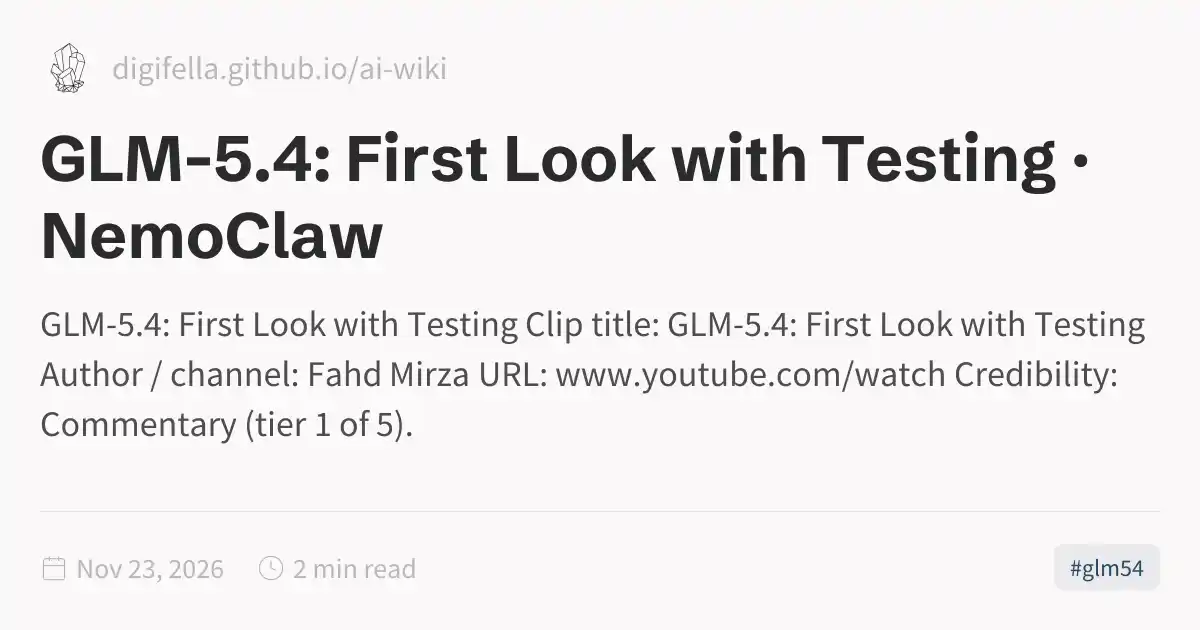 digifella.github.io/ai-wiki
GLM-5.4: First Look with Testing ·
NemoClaw
GLM-5.4: First Look with Testing Clip title: GLM-5.4: First Look with Testing
Author / channel: Fahd Mirza URL: www.youtube.com/watch Credibility:
Commentary (tier 1 of 5).
Nov 23, 2026
2 min read
#glm54